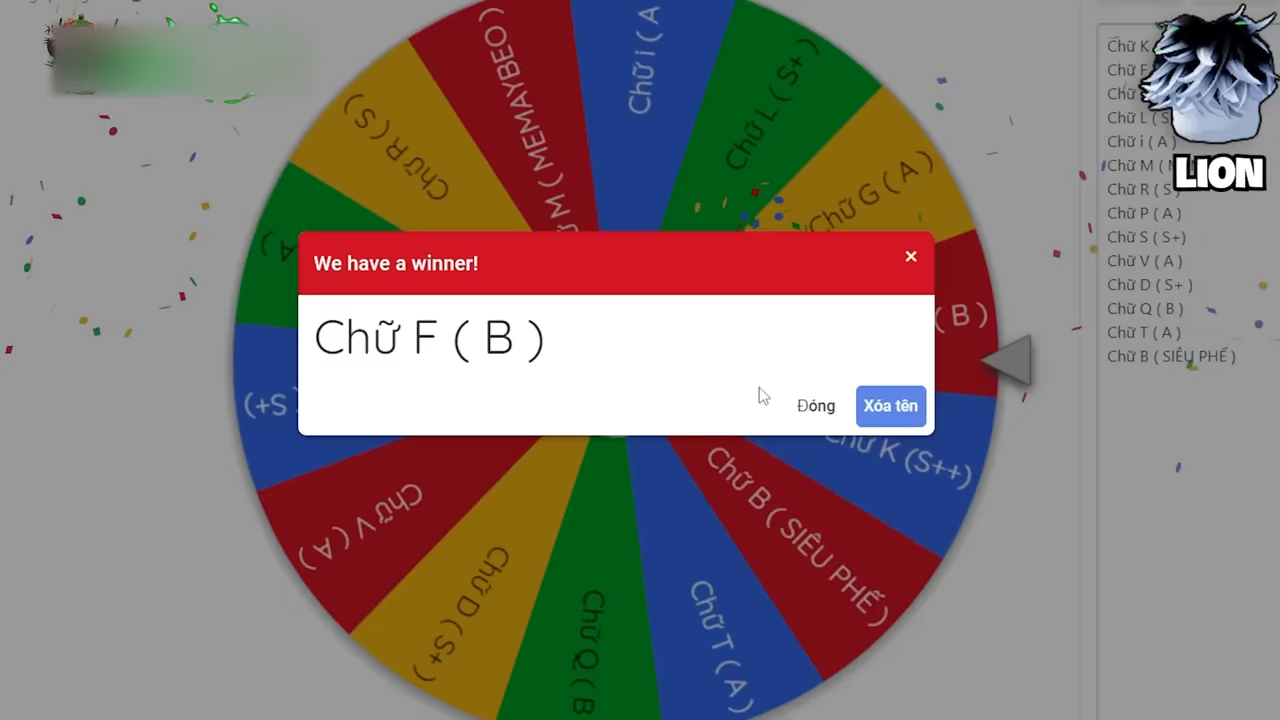 We have a winner!
×
Chữ F ( B )
Đóng
Xóa tên
LION
Chữ K
Chữ
Chữ
Chữ L ( S
Chữ i ( A )
Chữ M (
Chữ R ( S
Chữ P ( A )
Chữ S ( S+)
Chữ V ( A )
Chữ D ( S+ )
Chữ Q ( B )
Chữ T ( A )
Chữ B ( SIÊU PHẾ )
Chữ i ( A
Chữ L ( S+ )
Chữ G ( A )
( B )
Chữ K (S++)
Chữ B ( SIÊU PHẾ )
Chữ T ( A )
Chữ Q ( B
Chữ D ( S+ )
Chữ V ( A )
( S+)
A )
Chữ R ( S )
M ( MEMAYBEO )